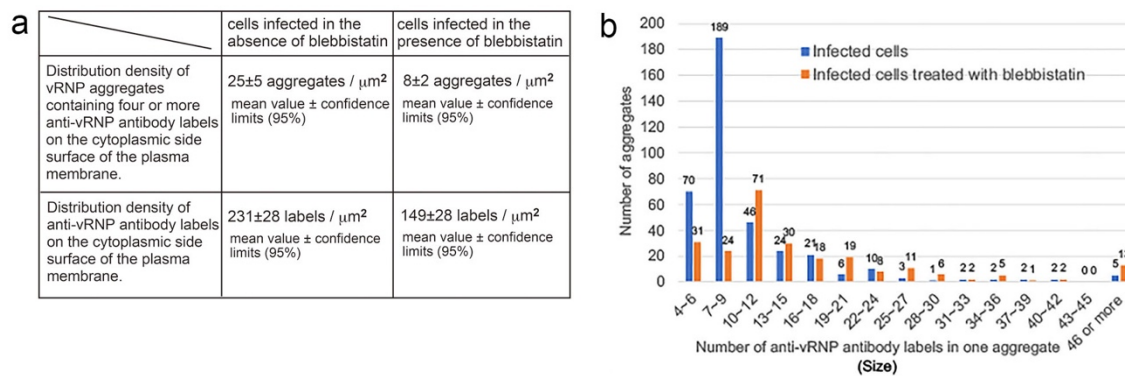 a
cells infected in the
absence of blebbistatin
cells infected in the
presence of blebbistatin
Distribution density of
vRNP aggregates
containing four or more
anti-vRNP antibody labels
on the cytoplasmic side
surface of the plasma
membrane.
25±5 aggregates / μm²
mean value ± confidence
limits (95%)
8±2 aggregates / μm²
mean value ± confidence
limits (95%)
Distribution density of
anti-vRNP antibody labels
on the cytoplasmic side
surface of the plasma
membrane.
231±28 labels / μm²
mean value ± confidence
limits (95%)
149±28 labels / μm²
mean value ± confidence
limits (95%)
b
Number of aggregates
200
180
160
140
120
100
80
60
40
20
0
Infected cells
Infected cells treated with blebbistatin
70 31
189 24
46 71
24 30
21 18
6 19
10 8
3 11
1 6
2 2
2 5
2 1
2 2
0 0
5
4~6
7~9
10~12
13~15
16~18
19~21
22~24
25~27
28~30
31~33
34~36
37~39
40~42
43~45
46 or more
Number of anti-vRNP antibody labels in one aggregate
(Size)